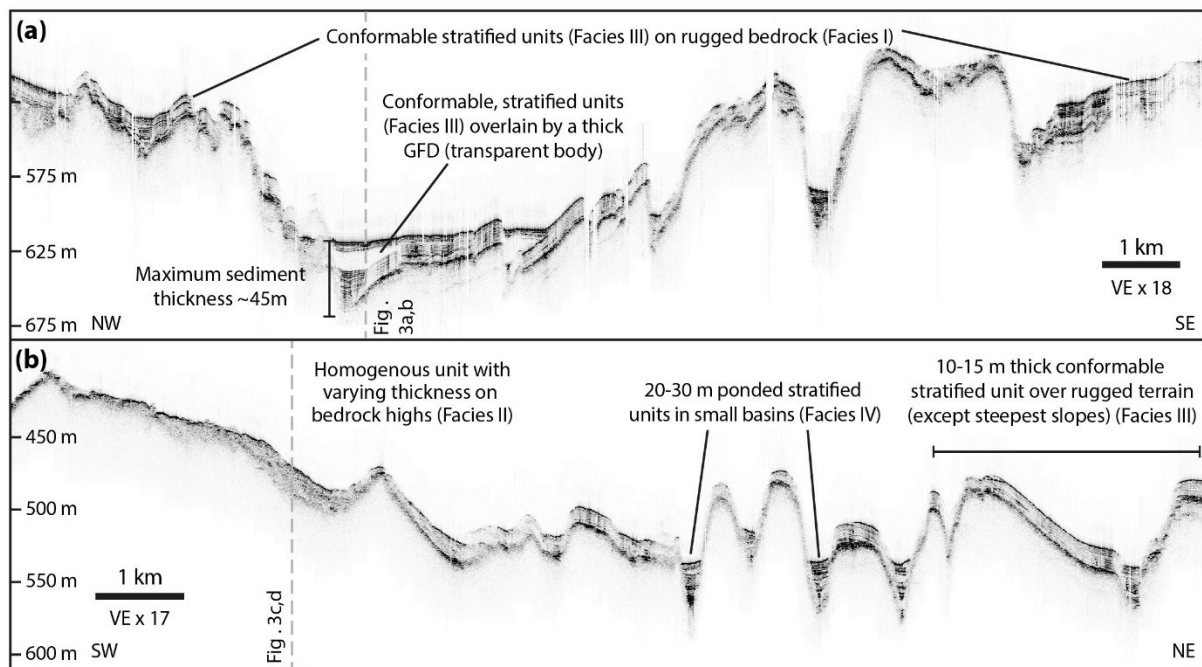 (a)
Conformable stratified units (Facies III) on rugged bedrock (Facies I)
Conformable, stratified units
(Facies III) overlain by a thick
GFD (transparent body)
575 m
625 m
675 m
Maximum sediment
thickness ~45m
NW
Fig .
3a,b
1 km
VE x 18
SE
(b)
Homogenous unit with
varying thickness on
bedrock highs (Facies II)
20-30 m ponded stratified
units in small basins (Facies IV)
10-15 m thick conformable
stratified unit over rugged terrain
(except steepest slopes) (Facies III)
450 m
500 m
550 m
600 m
1 km
VE x 17
SW
Fig . 3c,d
NE